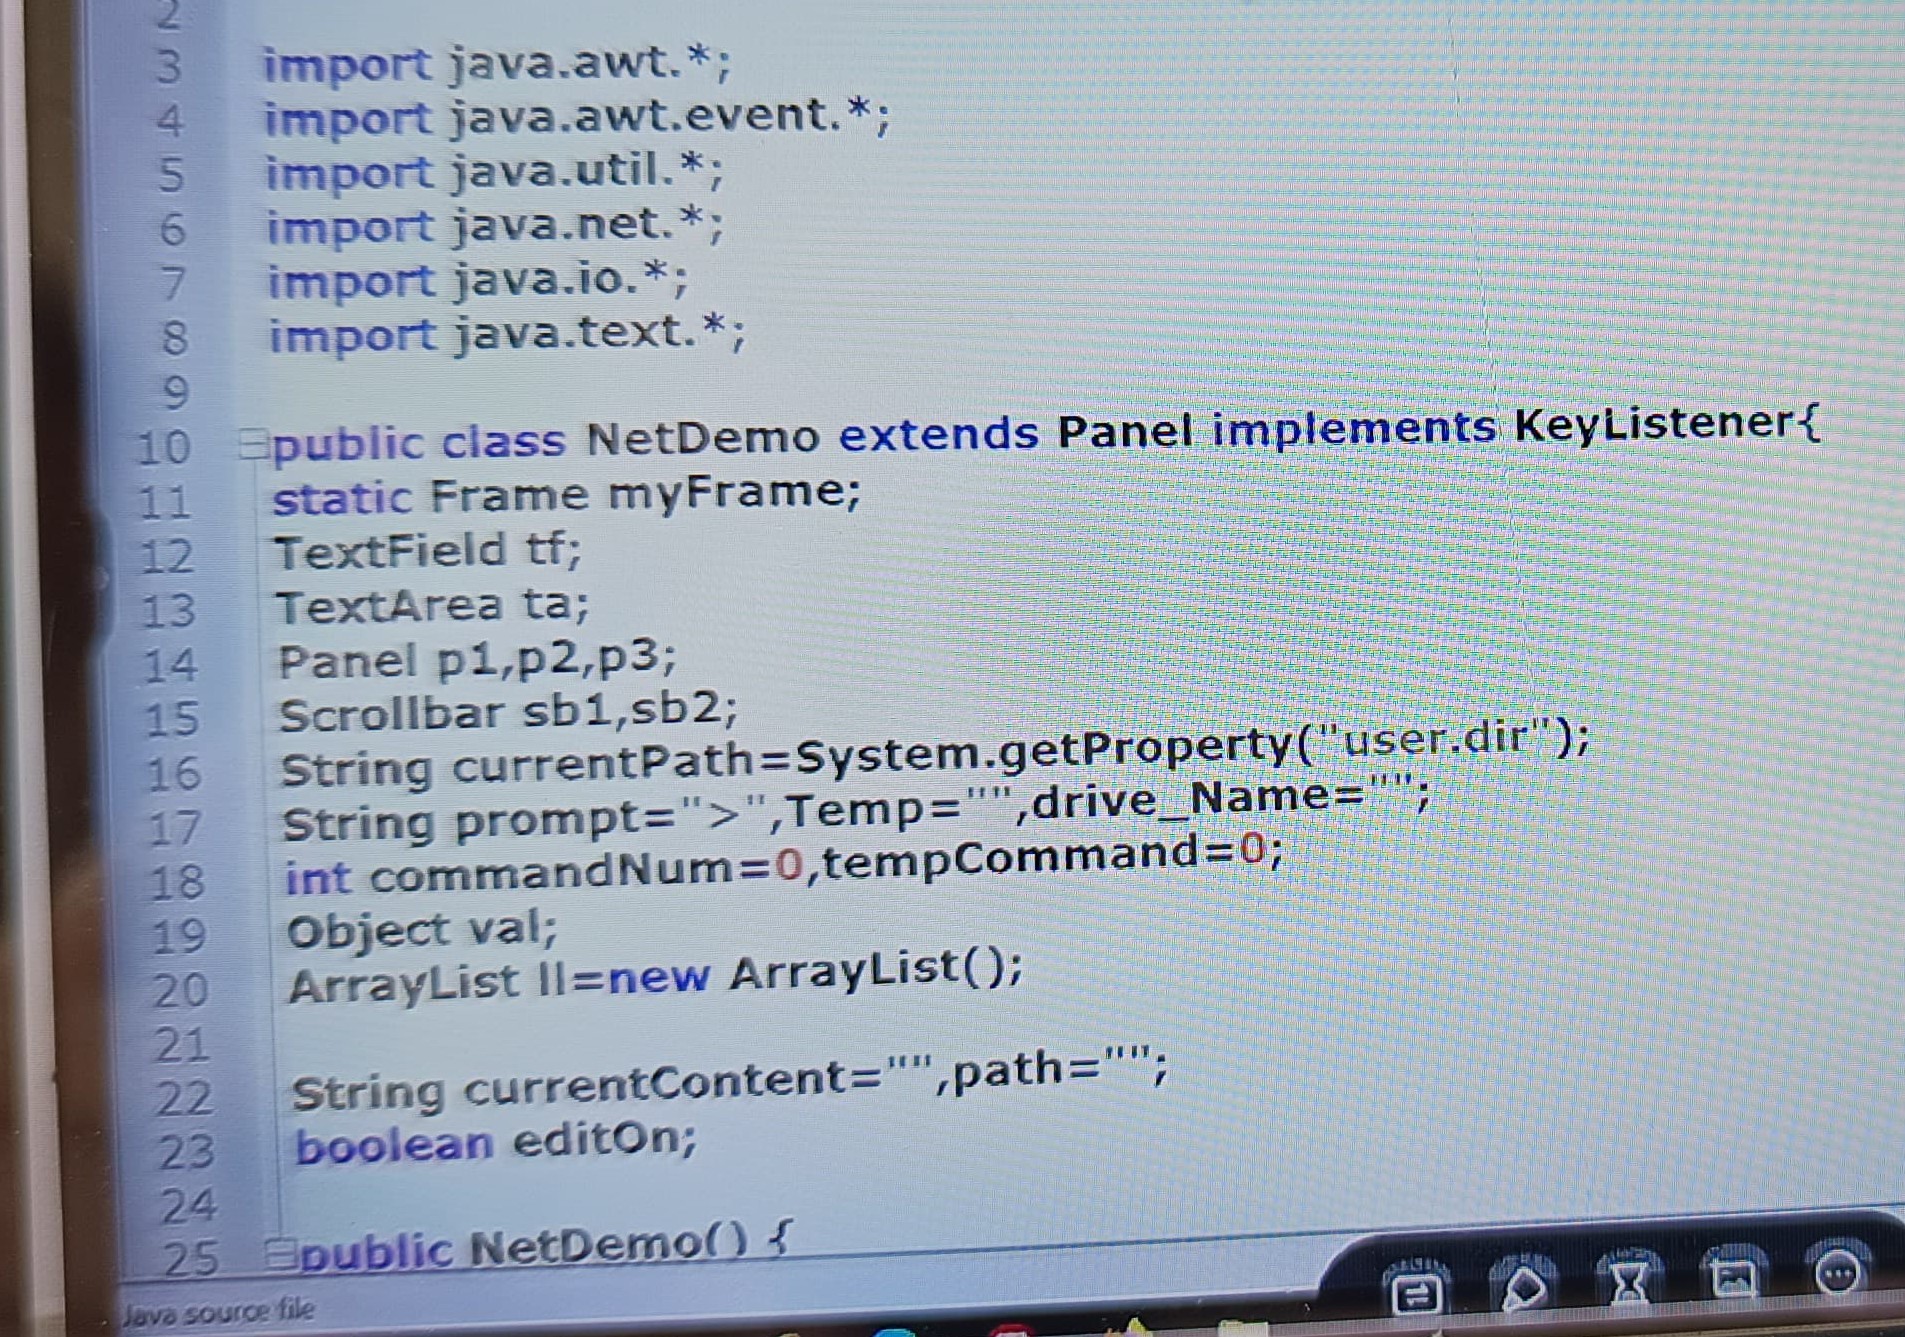 2
3 import java.awt.*;
4 import java.awt.event.*;
5 import java.util.*;
6 import java.net.*;
7 import java.io.*;
8 import java.text.*;
9
10 public class NetDemo extends Panel implements KeyListener{
11 static Frame myFrame;
12 TextField tf;
13 TextArea ta;
14 Panel p1,p2,p3;
15 Scrollbar sb1,sb2;
16 String currentPath=System.getProperty("user.dir");
17 String prompt=">",Temp="",drive_Name="";
18 int commandNum=0,tempCommand=0;
19 Object val;
20 ArrayList ll=new ArrayList();
21
22 String currentContent="",path="";
23 boolean editOn;
24
25 public NetDemo() {
Java source file